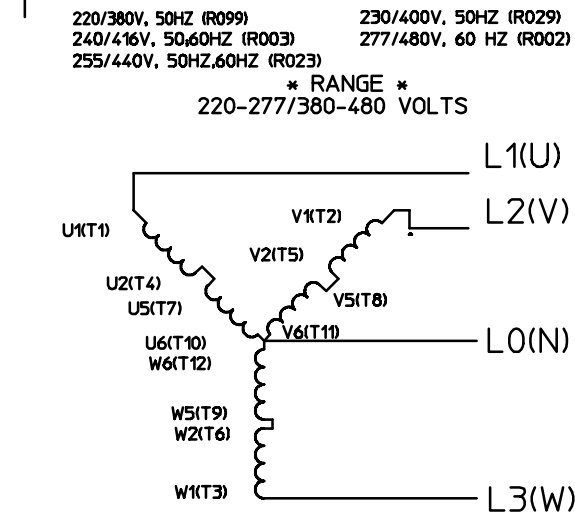 220/380V, 50HZ (R099)
230/400V, 50HZ (R029)
240/416V, 50,60HZ (R003)
277/480V, 60 HZ (R002)
255/440V, 50HZ,60HZ (R023)
* RANGE *
220-277/380-480 VOLTS
L1(U)
V1(T2)
L2(V)
U1(T1)
V2(T5)
U2(T4)
V5(T8)
U5(T7)
V6(T11)
U6(T10)
L0(N)
W6(T12)
W5(T9)
W2(T6)
W1(T3)
L3(W)